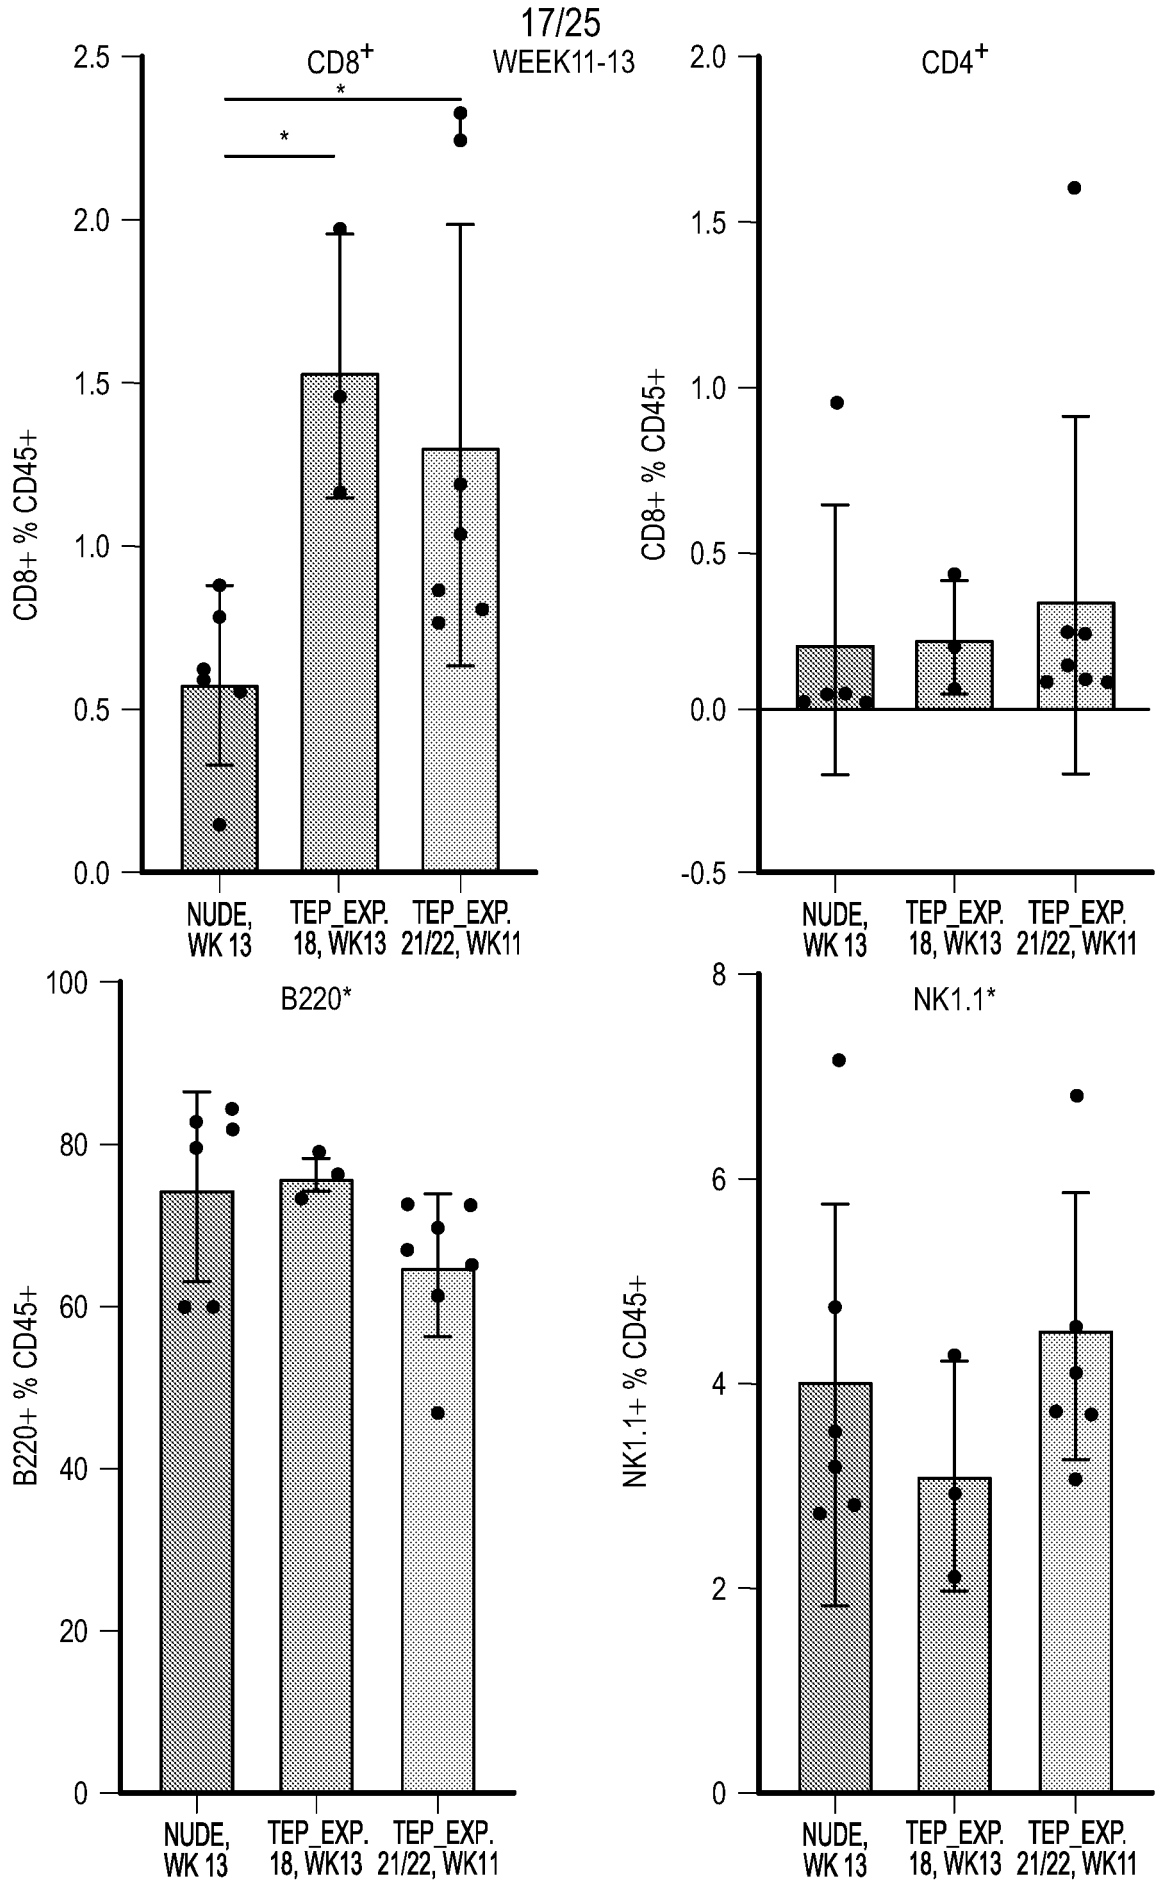 17/25
WEEK11-13
CD8+
*
*
2.5
2.0
1.5
1.0
0.5
0.0
CD8+ % CD45+
NUDE,
WK 13
TEP_EXP.
18, WK13
TEP_EXP.
21/22, WK11
CD4+
2.0
1.5
1.0
0.5
0.0
-0.5
CD8+ % CD45+
NUDE,
WK 13
TEP_EXP.
18, WK13
TEP_EXP.
21/22, WK11
B220*
100
80
60
40
20
0
B220+ % CD45+
NUDE,
WK 13
TEP_EXP.
18, WK13
TEP_EXP.
21/22, WK11
NK1.1*
8
6
4
2
0
NK1.1+ % CD45+
NUDE,
WK 13
TEP_EXP.
18, WK13
TEP_EXP.
21/22, WK11